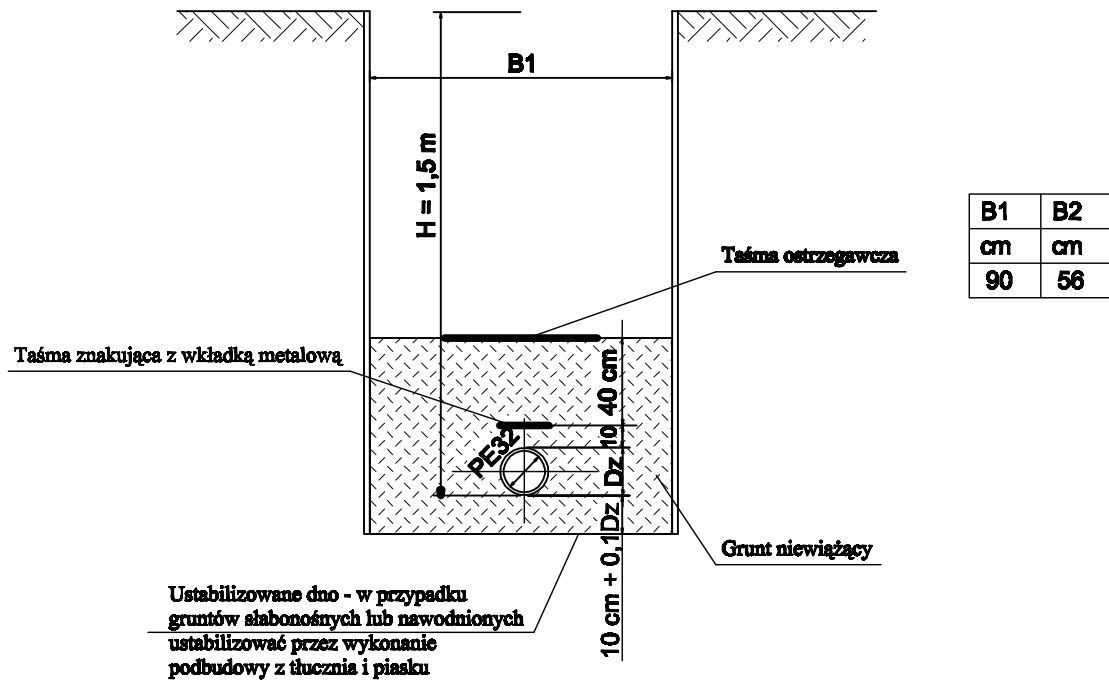 B1
H = 1,5 m
B1 B2
cm cm
90 56
Taśma ostrzegawcza
Taśma znakująca z wkładką metalową
40 cm
10
PE32
Dz
10 cm + 0,1Dz
Grunt niewiążący
Ustabilizowane dno - w przypadku
gruntów słabonośnych lub nawodnionych
ustabilizować przez wykonanie
podbudowy z tłucznia i piasku